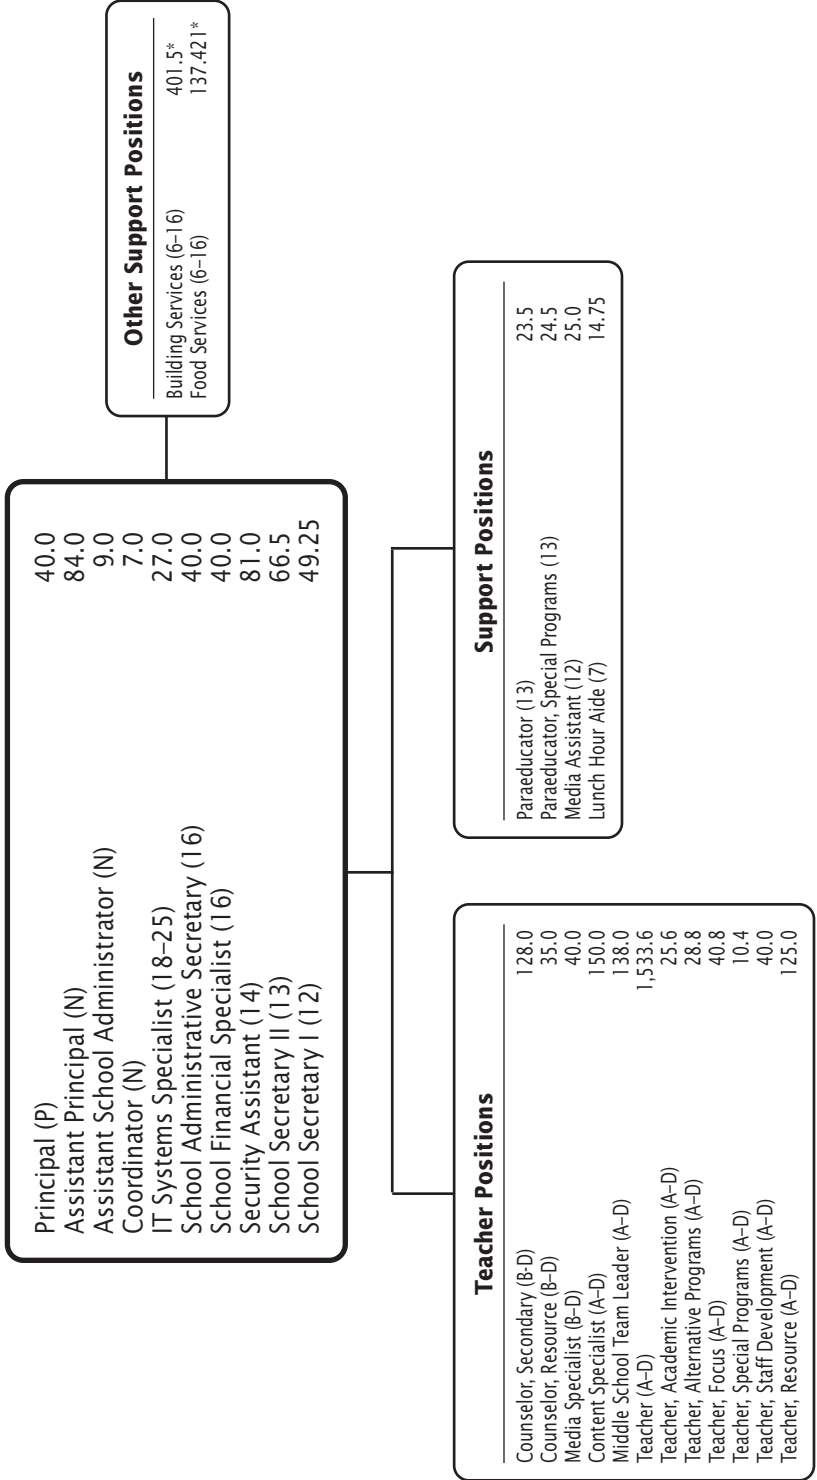 Principal (P) 40.0
Assistant Principal (N) 84.0
Assistant School Administrator (N) 9.0
Coordinator (N) 7.0
IT Systems Specialist (18–25) 27.0
School Administrative Secretary (16) 40.0
School Financial Specialist (16) 40.0
Security Assistant (14) 81.0
School Secretary II (13) 66.5
School Secretary I (12) 49.25
Other Support Positions
Building Services (6–16) 401.5*
Food Services (6–16) 137.421*
Teacher Positions
Counselor, Secondary (B-D) 128.0
Counselor, Resource (B–D) 35.0
Media Specialist (B–D) 40.0
Content Specialist (A–D) 150.0
Middle School Team Leader (A–D) 138.0
Teacher (A–D) 1,533.6
Teacher, Academic Intervention (A–D) 25.6
Teacher, Alternative Programs (A–D) 28.8
Teacher, Focus (A–D) 40.8
Teacher, Special Programs (A–D) 10.4
Teacher, Staff Development (A–D) 40.0
Teacher, Resource (A–D) 125.0
Support Positions
Paraeducator (13) 23.5
Paraeducator, Special Programs (13) 24.5
Media Assistant (12) 25.0
Lunch Hour Aide (7) 14.75